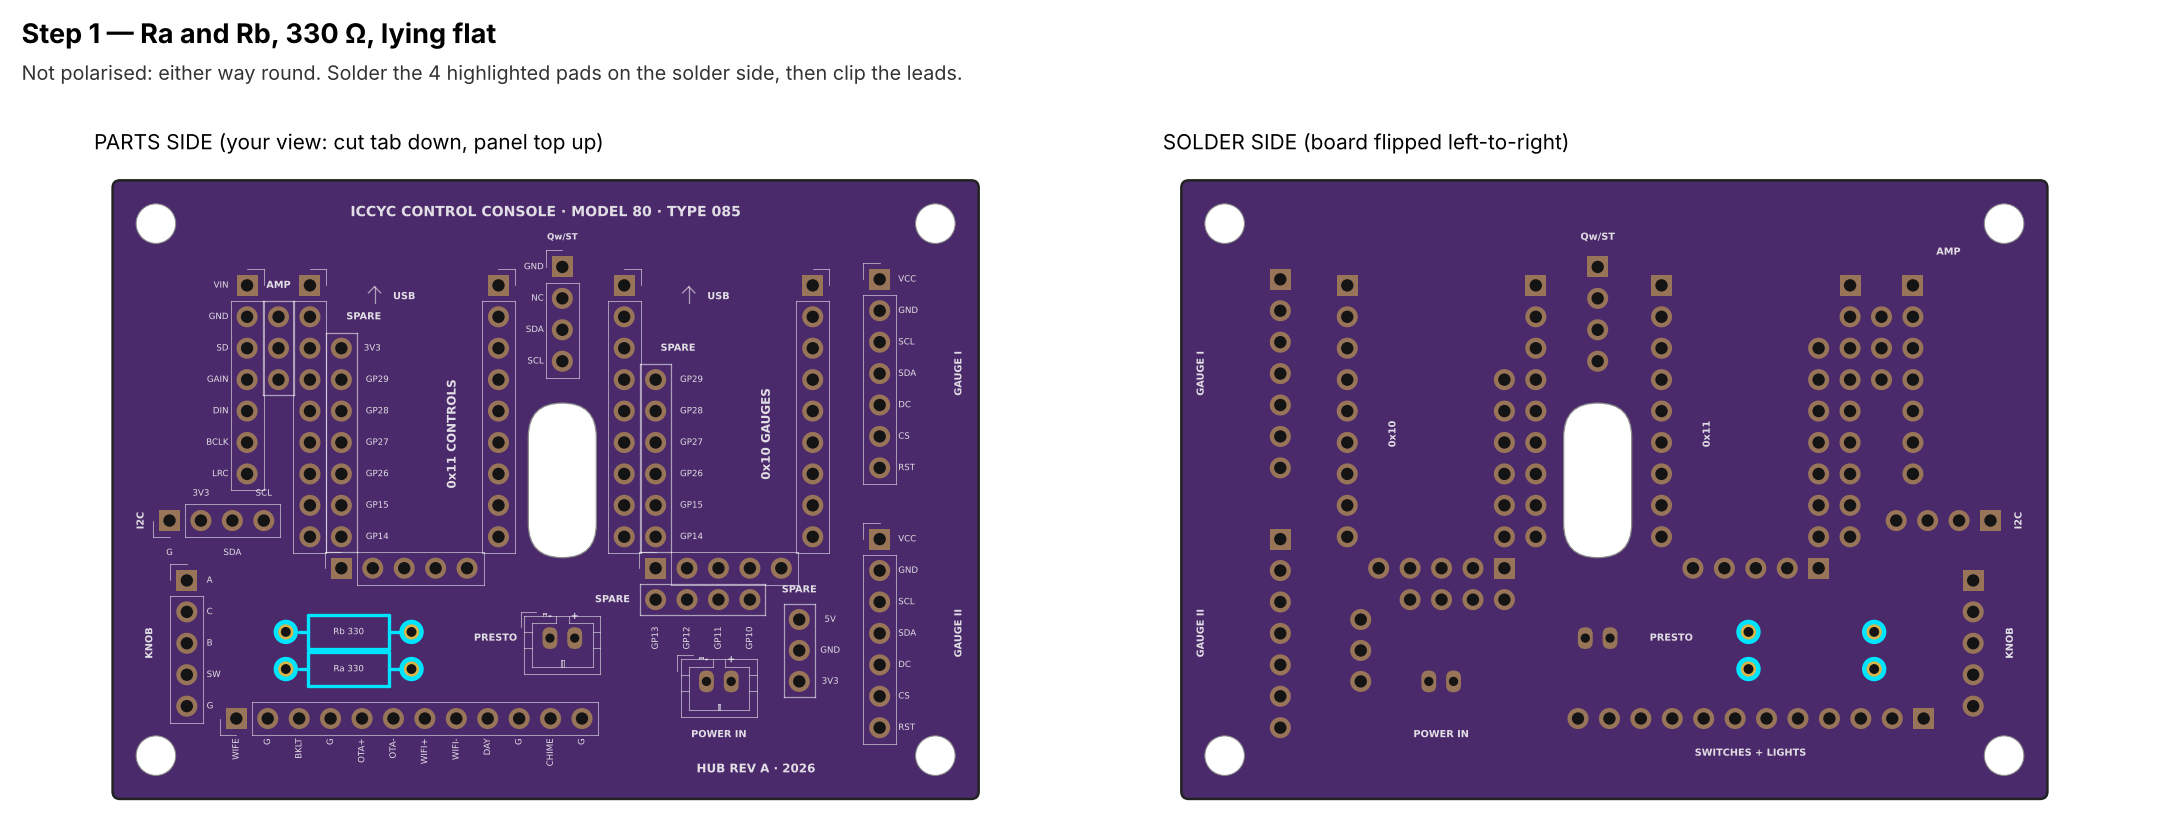 Step 1 — Ra and Rb, 330 Ω, lying flat
Not polarised: either way round. Solder the 4 highlighted pads on the solder side, then clip the leads.
PARTS SIDE (your view: cut tab down, panel top up)
ICCYC CONTROL CONSOLE · MODEL 80 · TYPE 085
Qw/ST
GND
NC
SDA
SCL
VIN
AMP
GND
SD
GAIN
DIN
BCLK
LRC
USB
SPARE
3V3
GP29
GP28
GP27
GP26
GP15
GP14
0x11 CONTROLS
USB
SPARE
GP29
GP28
GP27
GP26
GP15
GP14
0x10 GAUGES
VCC
GND
SCL
SDA
DC
CS
RST
GAUGE I
3V3
SCL
I2C
G
SDA
A
C
B
SW
G
KNOB
Rb 330
Ra 330
PRESTO
- +
SPARE
GP13
GP12
GP11
GP10
SPARE
5V
GND
3V3
- +
POWER IN
VCC
GND
SCL
SDA
DC
CS
RST
GAUGE II
WIFE
G
BKLT
G
OTA+
OTA-
WIFI+
WIFI-
DAY
G
CHIME
G
HUB REV A · 2026
SOLDER SIDE (board flipped left-to-right)
Qw/ST
AMP
GAUGE I
0x10
0x11
I2C
GAUGE II
PRESTO
KNOB
POWER IN
SWITCHES + LIGHTS